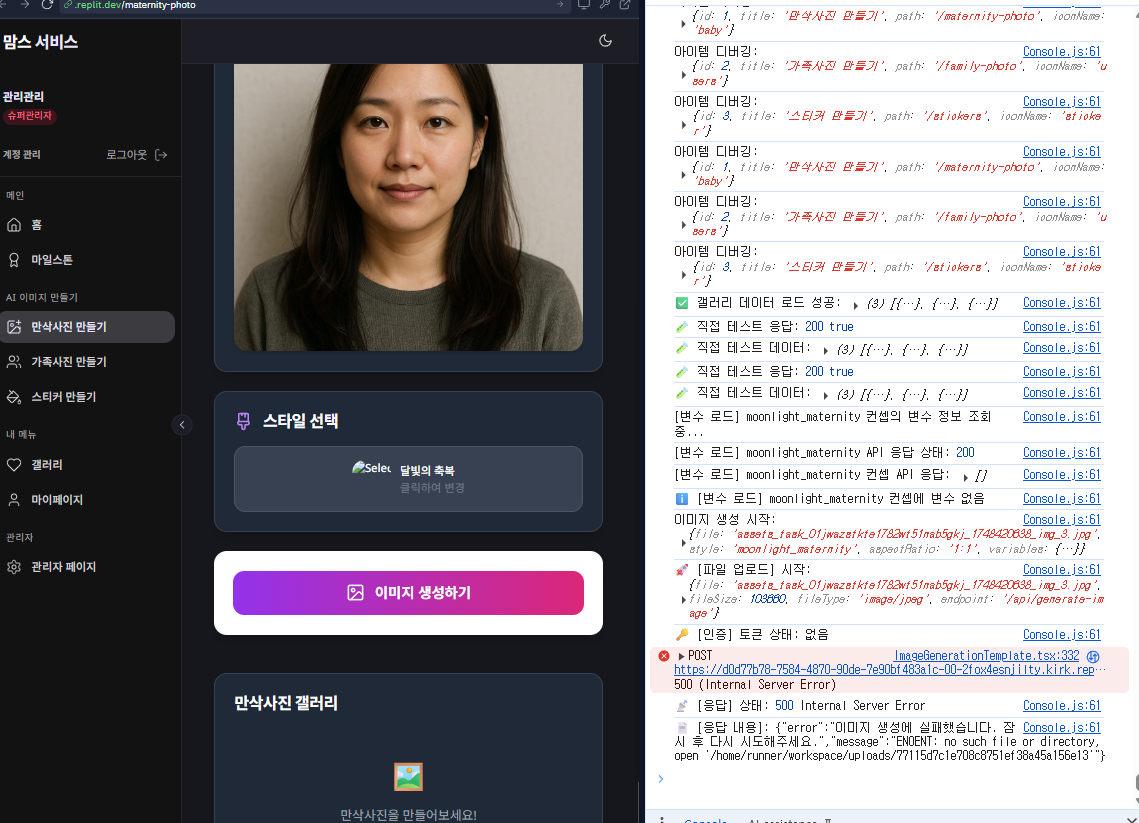 .replit.dev/maternity-photo
맘스 서비스
관리관리
슈퍼관리자
계정 관리
로그아웃
메인
홈
마일스톤
AI 이미지 만들기
만삭사진 만들기
가족사진 만들기
스티커 만들기
내 메뉴
갤러리
마이페이지
관리자
관리자 페이지
스타일 선택
Selec
달빛의 축복
클릭하여 변경
이미지 생성하기
만삭사진 갤러리
만삭사진을 만들어보세요!
{id: 1, title: '만삭사진 만들기', path: '/maternity-photo', iconName:
'baby'}
아이템 디버깅: Console.js:61
{id: 2, title: '가족사진 만들기', path: '/family-photo', iconName: 'u
sers'}
아이템 디버깅: Console.js:61
{id: 3, title: '스티커 만들기', path: '/stickers', iconName: 'sticke
r'}
아이템 디버깅: Console.js:61
{id: 1, title: '만삭사진 만들기', path: '/maternity-photo', iconName:
'baby'}
아이템 디버깅: Console.js:61
{id: 2, title: '가족사진 만들기', path: '/family-photo', iconName: 'u
sers'}
아이템 디버깅: Console.js:61
{id: 3, title: '스티커 만들기', path: '/stickers', iconName: 'sticke
r'}
✅ 갤러리 데이터 로드 성공: ▶ (3) [{…}, {…}, {…}] Console.js:61
직접 테스트 응답: 200 true Console.js:61
직접 테스트 데이터: ▶ (3) [{…}, {…}, {…}] Console.js:61
직접 테스트 응답: 200 true Console.js:61
직접 테스트 데이터: ▶ (3) [{…}, {…}, {…}] Console.js:61
[변수 로드] moonlight_maternity 컨셉의 변수 정보 조회 Console.js:61
중...
[변수 로드] moonlight_maternity API 응답 상태: 200 Console.js:61
[변수 로드] moonlight_maternity 컨셉 API 응답: ▶ [] Console.js:61
ℹ️ [변수 로드] moonlight_maternity 컨셉에 변수 없음 Console.js:61
이미지 생성 시작: Console.js:61
{file: 'assets_task_01jwazstkte1782wt51mab5gkj_1748420638_img_3.jpg',
style: 'moonlight_maternity', aspectRatio: '1:1', variables: {…}}
🚀 [파일 업로드] 시작: Console.js:61
{file: 'assets_task_01jwazstkte1782wt51mab5gkj_1748420638_img_3.jpg',
fileSize: 103660, fileType: 'image/jpeg', endpoint: '/api/generate-im
age'}
🔑 [인증] 토큰 상태: 없음 Console.js:61
▶ POST ImageGenerationTemplate.tsx:332
https://d0d77b78-7584-4870-90de-7e90bf483a1c-00-2fox4esnjilty.kirk.rep…
500 (Internal Server Error)
[응답] 상태: 500 Internal Server Error Console.js:61
[응답 내용]: {"error":"이미지 생성에 실패했습니다. 잠 Console.js:61
시 후 다시 시도해주세요.","message":"ENOENT: no such file or directory,
open '/home/runner/workspace/uploads/77115d7c1e708c8751ef38a45a156e13'"}